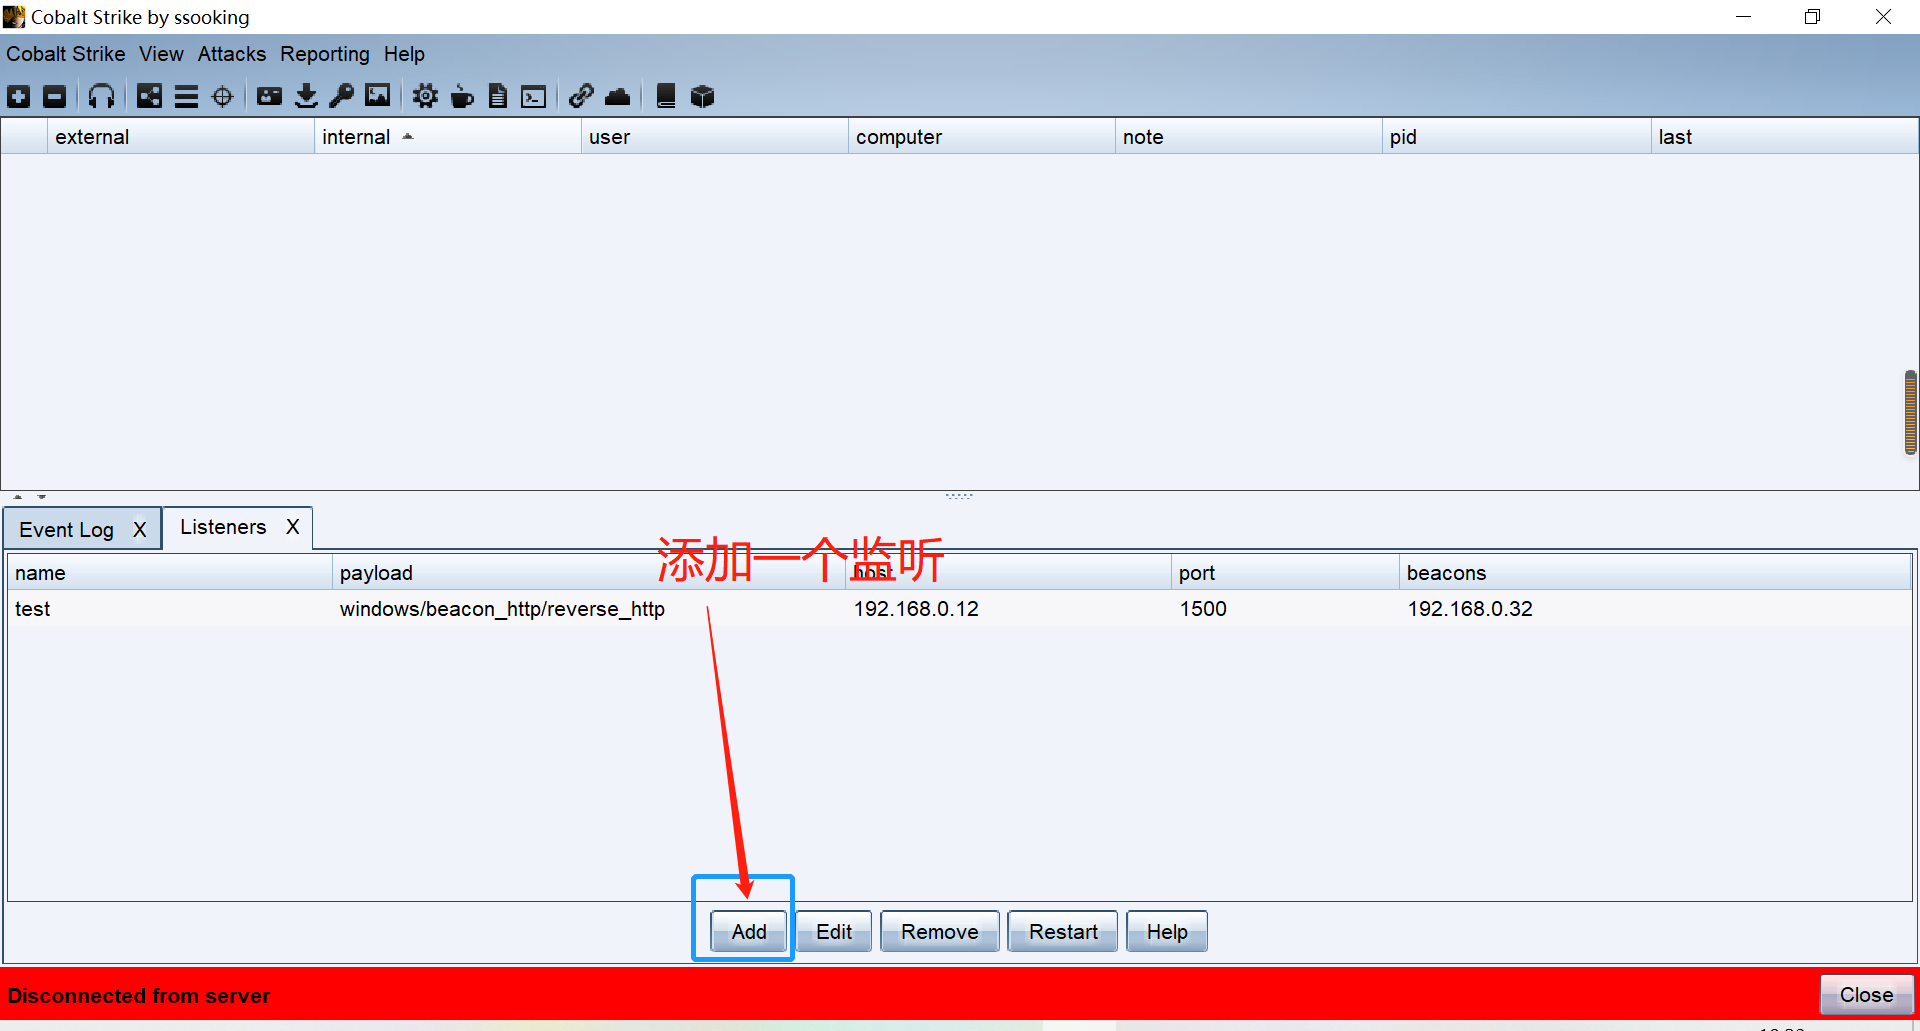 Cobalt Strike by ssooking
Cobalt Strike View Attacks Reporting Help
external internal user computer note pid last
Event Log X Listeners X
添加一个监听
name payload host port beacons
test windows/beacon_http/reverse_http 192.168.0.12 1500 192.168.0.32
Add Edit Remove Restart Help
Disconnected from server Close